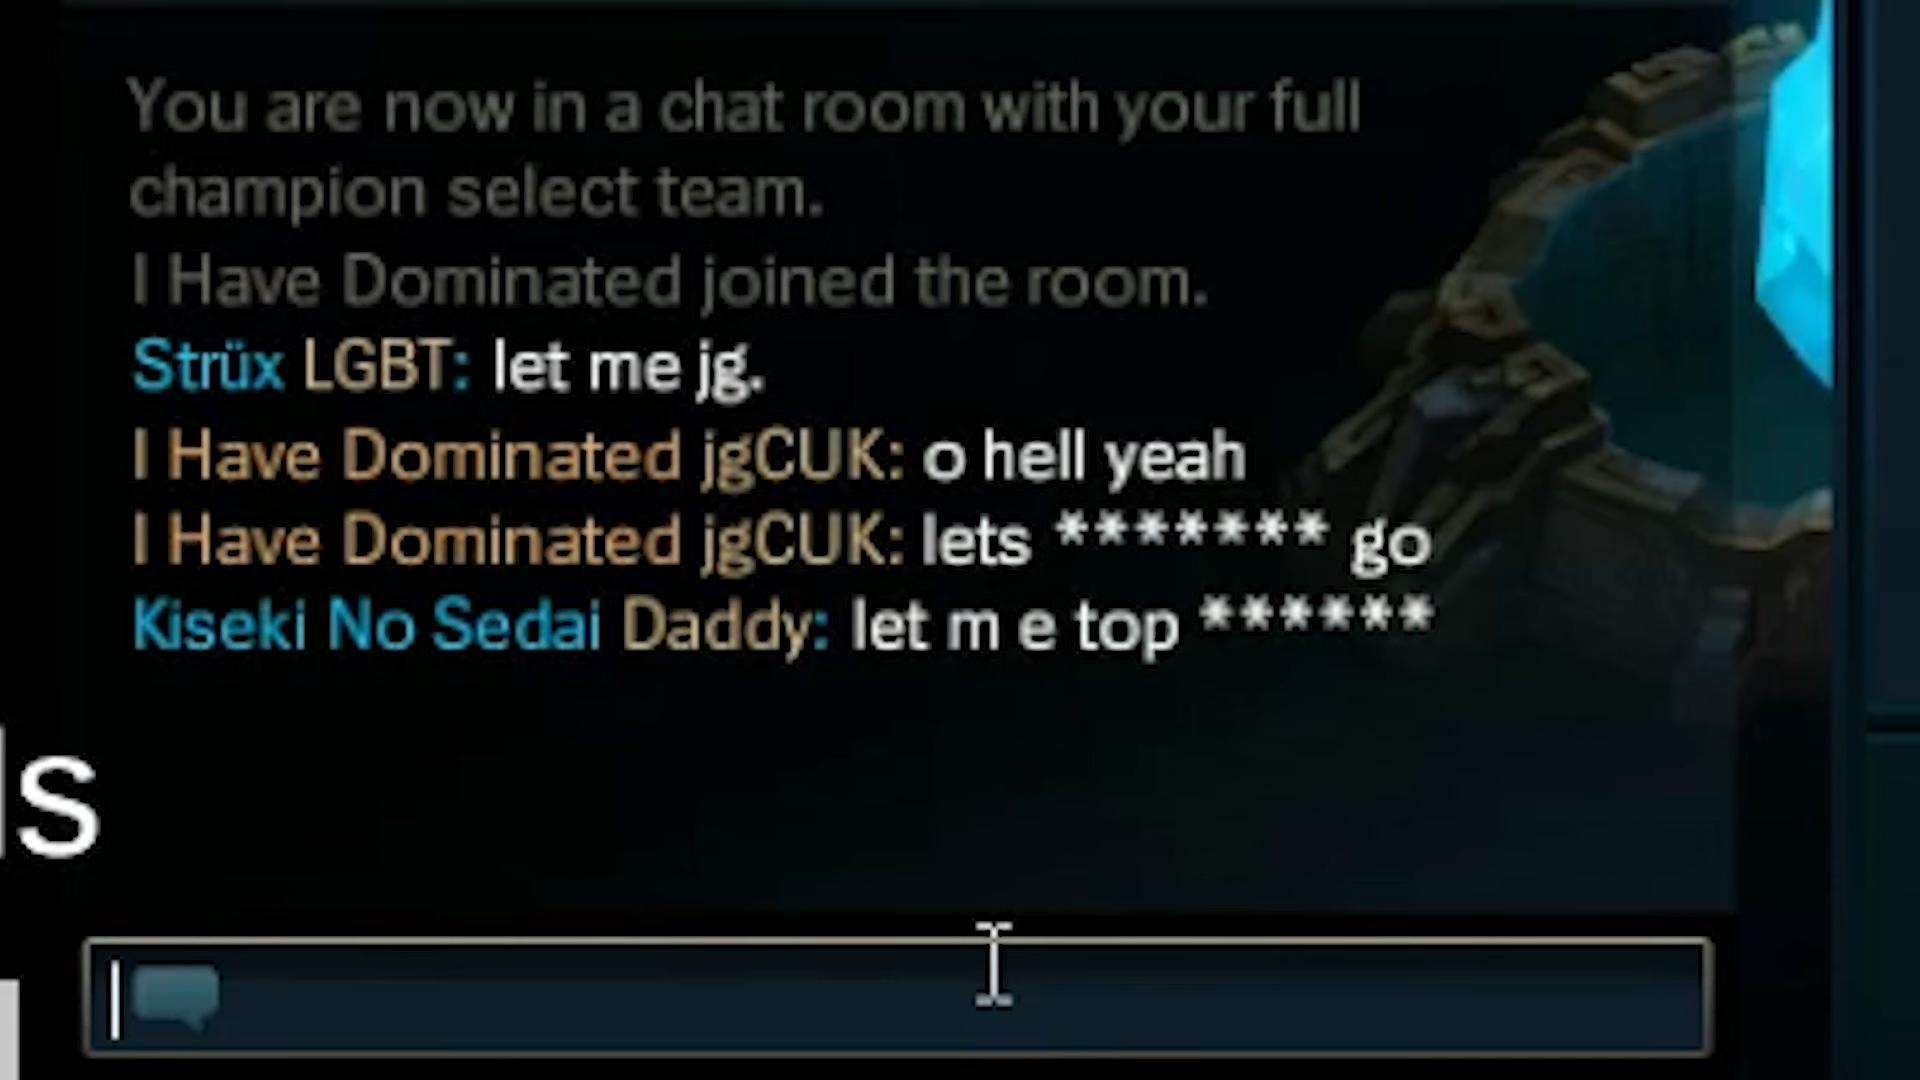 You are now in a chat room with your full
champion select team.
I Have Dominated joined the room.
Strüx LGBT: let me jg.
I Have Dominated jgCUK: o hell yeah
I Have Dominated jgCUK: lets ******* go
Kiseki No Sedai Daddy: let m e top ******
s